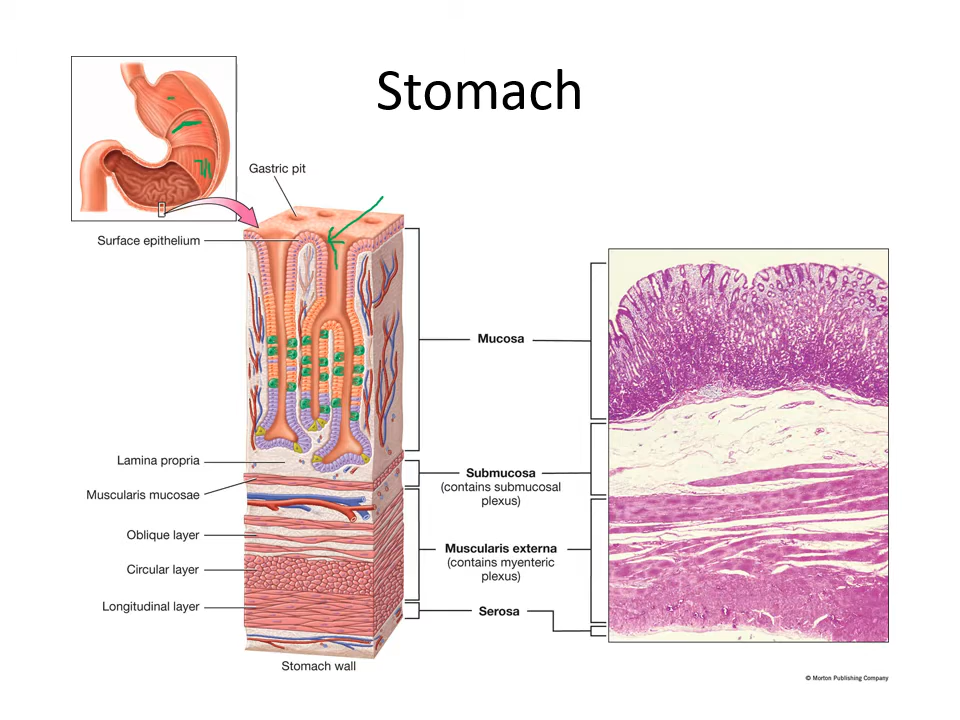 Stomach
Gastric pit
Surface epithelium
Mucosa
Lamina propria
Submucosa
(contains submucosal
plexus)
Muscularis mucosae
Oblique layer
Muscularis externa
(contains myenteric
plexus)
Circular layer
Longitudinal layer
Serosa
Stomach wall
© Morton Publishing Company